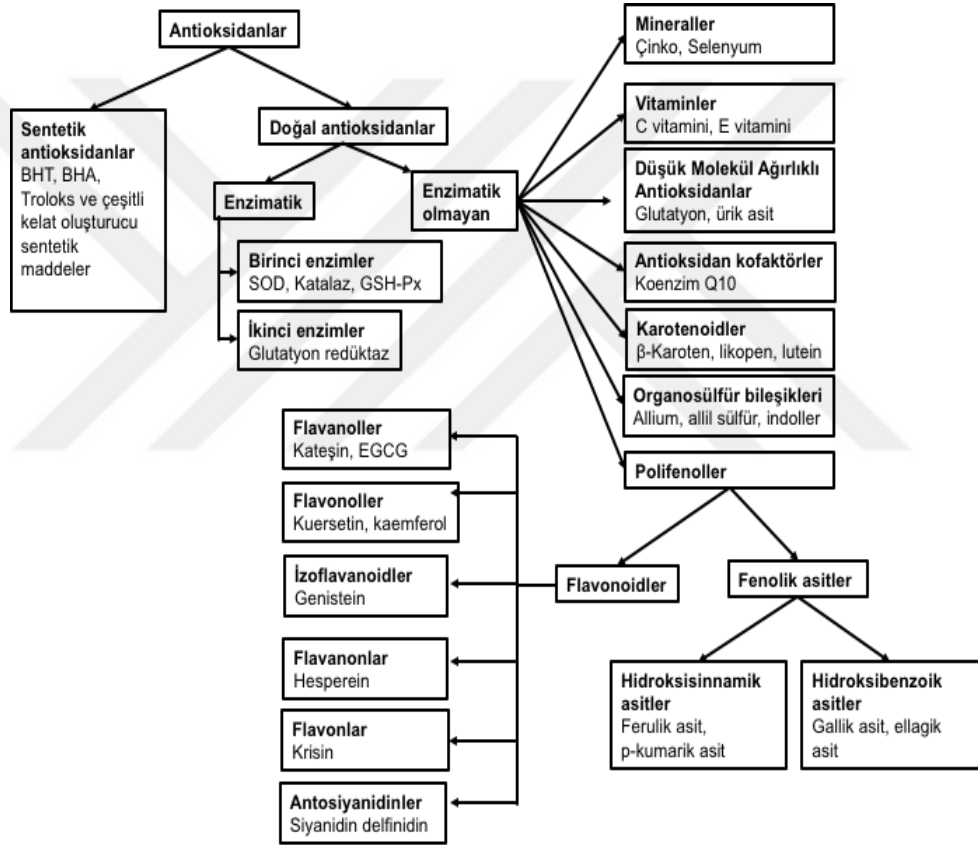 Antioksidanlar
Sentetik
antioksidanlar
BHT, BHA,
Troloks ve çeşitli
kelat oluşturucu
sentetik
maddeler
Doğal antioksidanlar
Enzimatik
Birinci enzimler
SOD, Katalaz, GSH-Px
İkinci enzimler
Glutatyon redüktaz
Enzimatik
olmayan
Mineraller
Çinko, Selenyum
Vitaminler
C vitamini, E vitamini
Düşük Molekül Ağırlıklı
Antioksidanlar
Glutatyon, ürik asit
Antioksidan kofaktörler
Koenzim Q10
Karotenoidler
β-Karoten, likopen, lutein
Organosülfür bileşikleri
Allium, allil sülfür, indoller
Polifenoller
Flavonoidler
Flavanoller
Kateşin, EGCG
Flavonoller
Kuersetin, kaemferol
İzoflavanoidler
Genistein
Flavanonlar
Hesperein
Flavonlar
Krisin
Antosiyanidinler
Siyanidin delfinidin
Fenolik asitler
Hidroksisinnamik
asitler
Ferulik asit,
p-kumarik asit
Hidroksibenzoik
asitler
Gallik asit, ellagik
asit